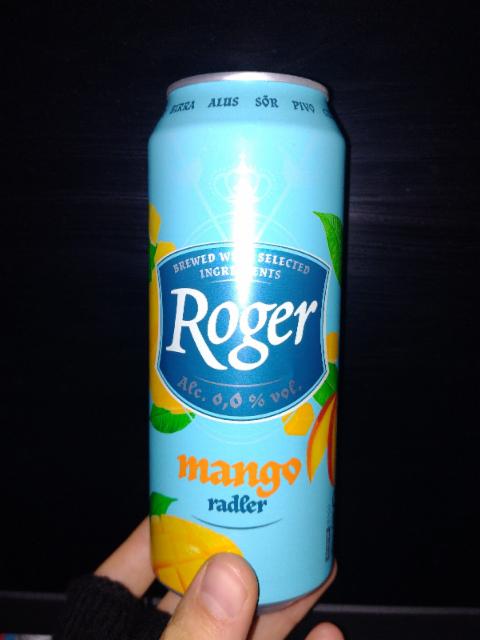 BIRRA ALUS SÖR PIVO
BREWED WITH SELECTED
INGREDIENTS
Roger
Alc. 0,0 % vol.
mango
radler